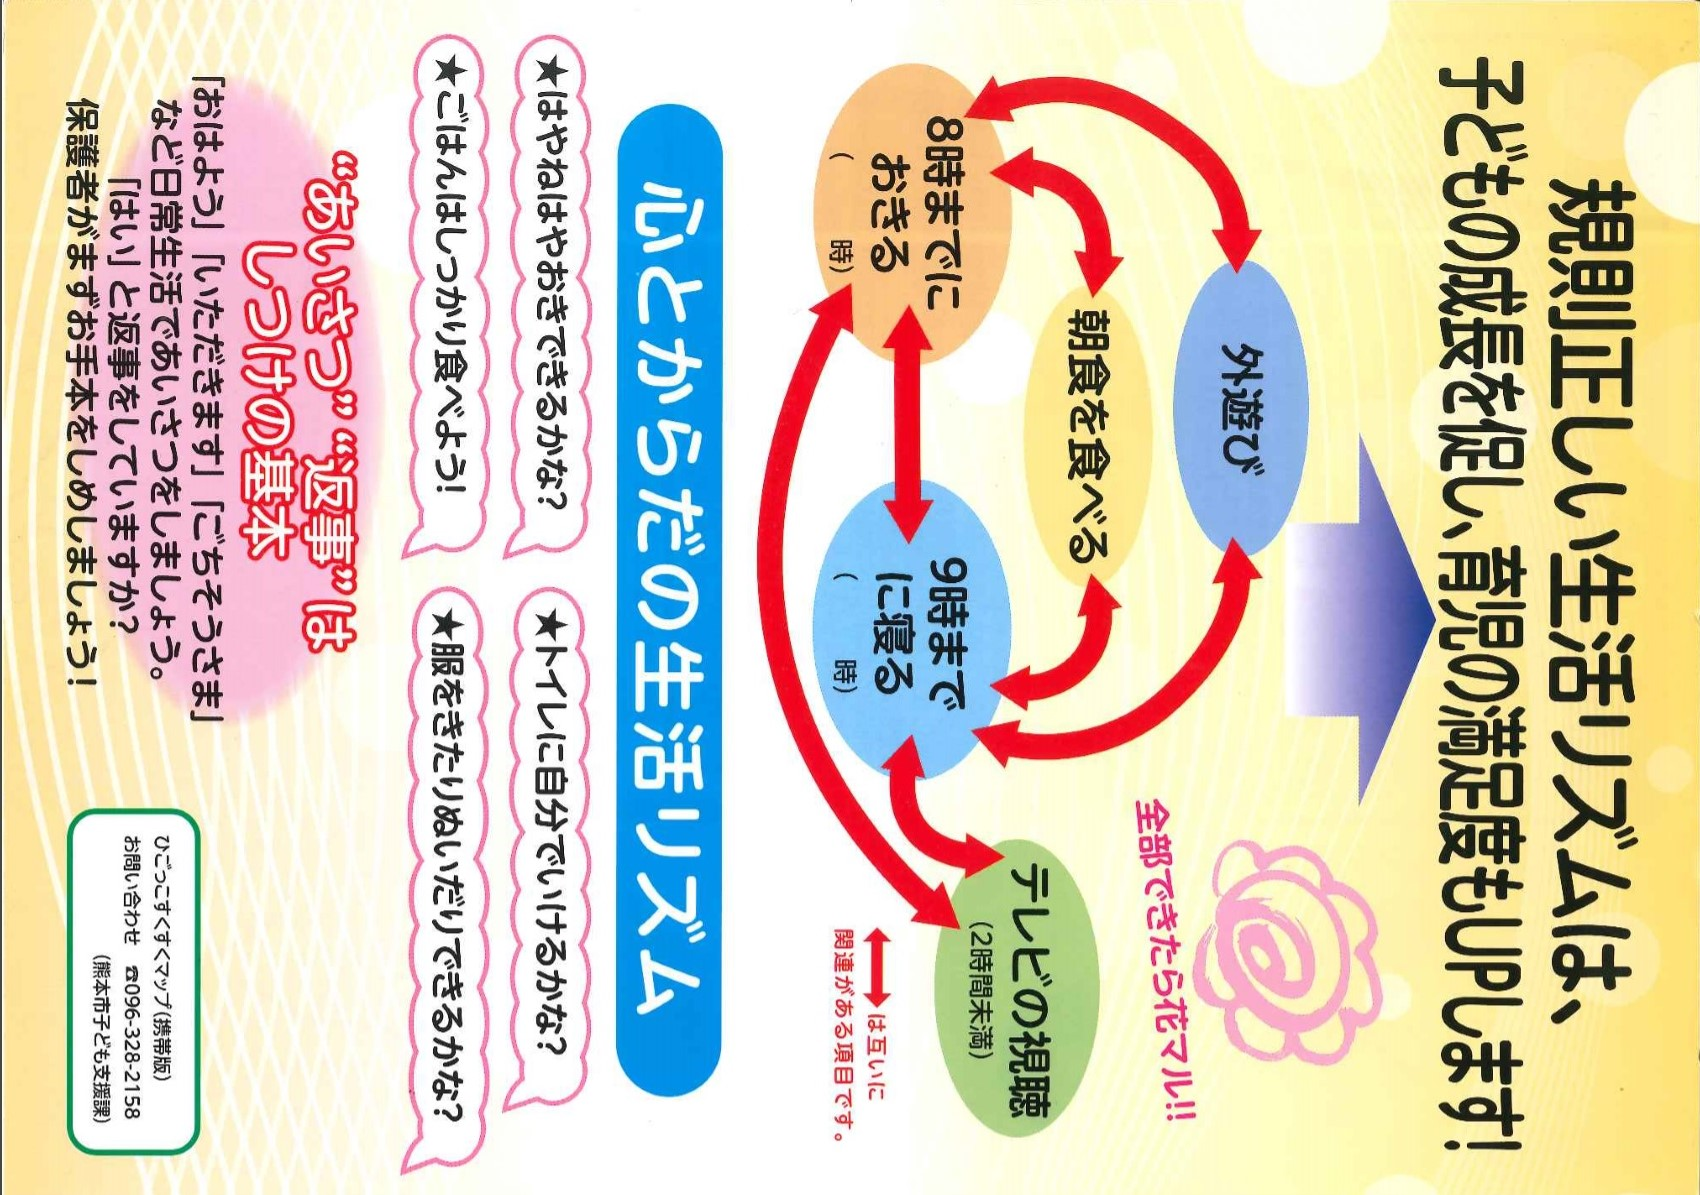 規則正しい生活リズムは、
子どもの成長を促し、育児の満足度もUPします!
外遊び
全部できたら花マル!!
朝食を食べる
8時までに
おきる
(　　　時)
9時まで
に寝る
(　　　時)
テレビの視聴
(2時間未満)
は互いに
関連がある項目です。
心とからだの生活リズム
★はやねはやおきできるかな?
★トイレに自分でいけるかな?
★ごはんはしっかり食べよう!
★服をきたりぬいだりできるかな?
“あいさつ”“返事”は
しつけの基本
「おはよう」「いただきます」「ごちそうさま」
など日常生活であいさつをしましょう。
「はい」と返事をしていますか?
保護者がまずお手本をしめしましょう!
ひごっこすくすくマップ(携帯版)
お問い合わせ ☎096-328-2158
(熊本市子ども支援課)